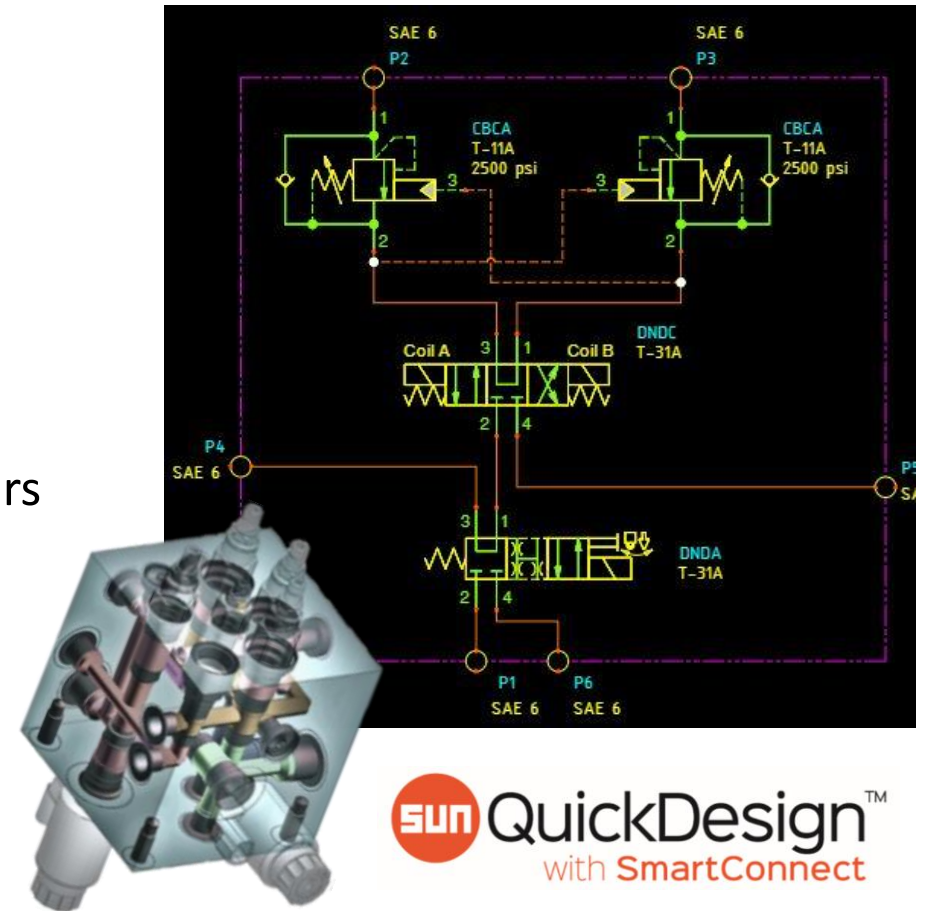 SAE 6
P2
SAE 6
P3
1
CBCA
T-11A
2500 psi
3
2
1
CBCA
T-11A
2500 psi
3
2
DNDC
T-31A
Coil A
3
1
Coil B
2
4
P4
SAE 6
P5
SA
rs
3
1
DNDA
T-31A
2
4
P1
P6
SAE 6
SAE 6
sun QuickDesign™
with SmartConnect